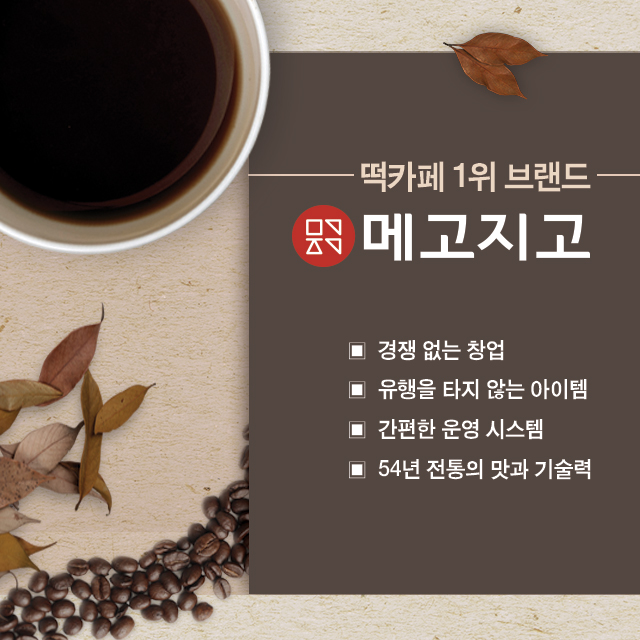 떡카페 1위 브랜드
메고지고
경쟁 없는 창업
유행을 타지 않는 아이템
간편한 운영 시스템
54년 전통의 맛과 기술력